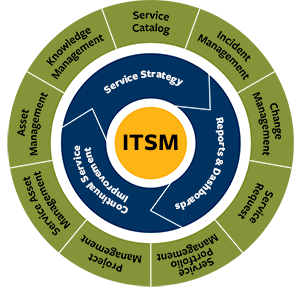 Service
Catalog
Incident
Management
Change
Management
Service
Request
Service
Portfolio
Management
Project
Management
Service Asset
Management
Asset
Management
Knowledge
Management
Service Strategy
Reports & Dashboards
Continual Service
Improvement
ITSM